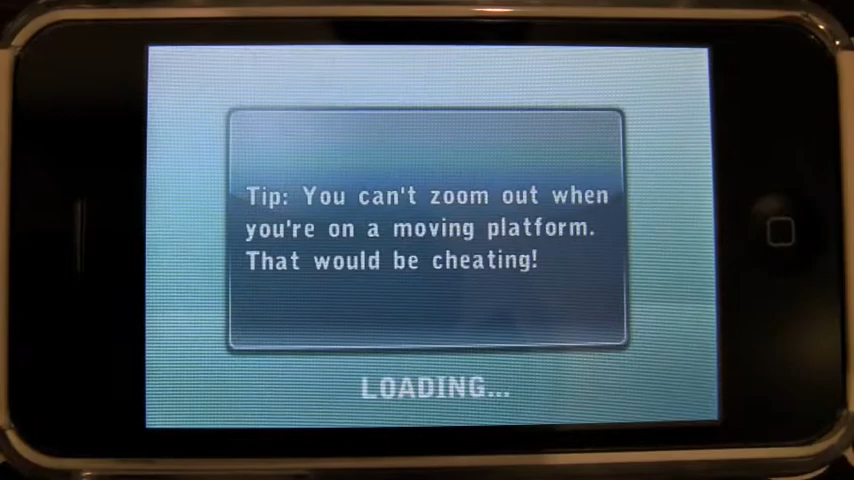 Tip: You can't zoom out when
you're on a moving platform.
That would be cheating!
LOADING...